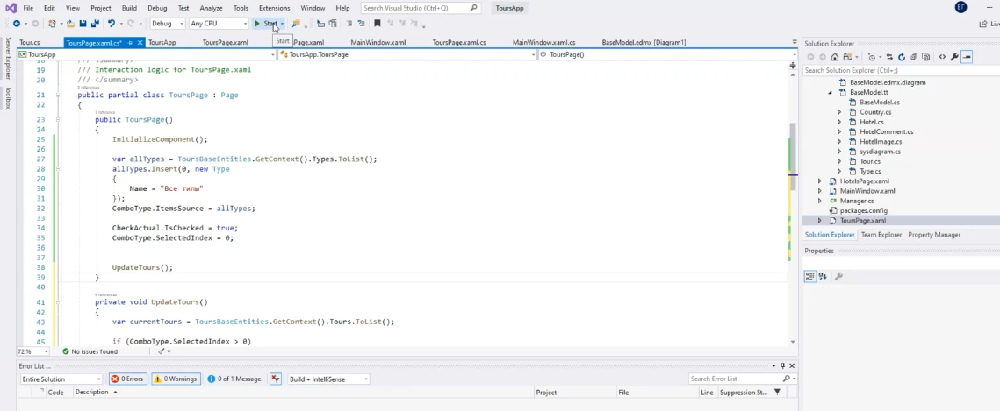 File Edit View Git Project Build Debug Test Analyze Tools Extensions Window Help Search Visual Studio (Ctrl+Q) ToursApp ЕГ
Debug Any CPU Start Live
Tour.cs ToursPage.xaml.cs* ToursApp ToursPage.xaml Page.xaml MainWindow.xaml ToursPage.xaml.cs MainWindow.xaml.cs BaseModel.edmx [Diagram1]
Start
ToursApp ToursApp.ToursPage ToursPage()
Server Explorer
Toolbox
18 /// </summary>
19 /// Interaction logic for ToursPage.xaml
20 /// </summary>
21 public partial class ToursPage : Page
22 {
1 reference
23 public ToursPage()
24 {
25 InitializeComponent();
26
27 var allTypes = ToursBaseEntities.GetContext().Types.ToList();
28 allTypes.Insert(0, new Type
29 {
30 Name = "Все типы"
31 });
32 ComboType.ItemsSource = allTypes;
33
34 CheckActual.IsChecked = true;
35 ComboType.SelectedIndex = 0;
36
37
38 UpdateTours();
39 }
40
4 references
41 private void UpdateTours()
42 {
43 var currentTours = ToursBaseEntities.GetContext().Tours.ToList();
44
45 if (ComboType.SelectedIndex > 0)
72 % No issues found
Solution Explorer
Search Solution Explorer (Ctrl+;)
BaseModel.edmx.diagram
BaseModel.tt
BaseModel.cs
Country.cs
Hotel.cs
HotelComment.cs
HotelImage.cs
sysdiagram.cs
Tour.cs
Type.cs
HotelsPage.xaml
MainWindow.xaml
Manager.cs
packages.config
ToursPage.xaml
Solution Explorer Team Explorer Property Manager
Properties
Error List ...
Entire Solution 0 Errors 0 Warnings 0 of 1 Message Build + IntelliSense Search Error List
Code Description Project File Line Suppression St...